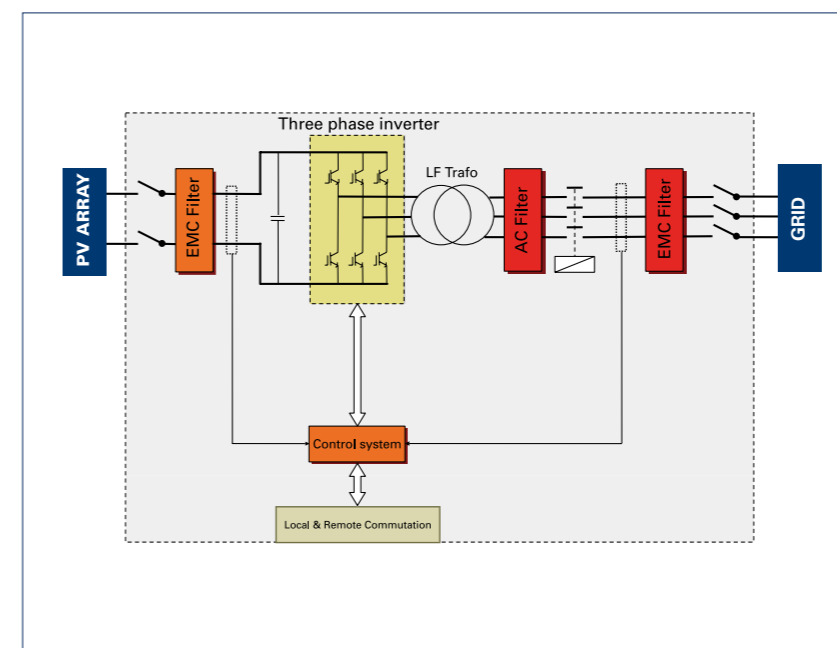 Three phase inverter
PV ARRAY
EMC Filter
LF Trafo
AC Filter
EMC Filter
GRID
Control system
Local & Remote Commutation